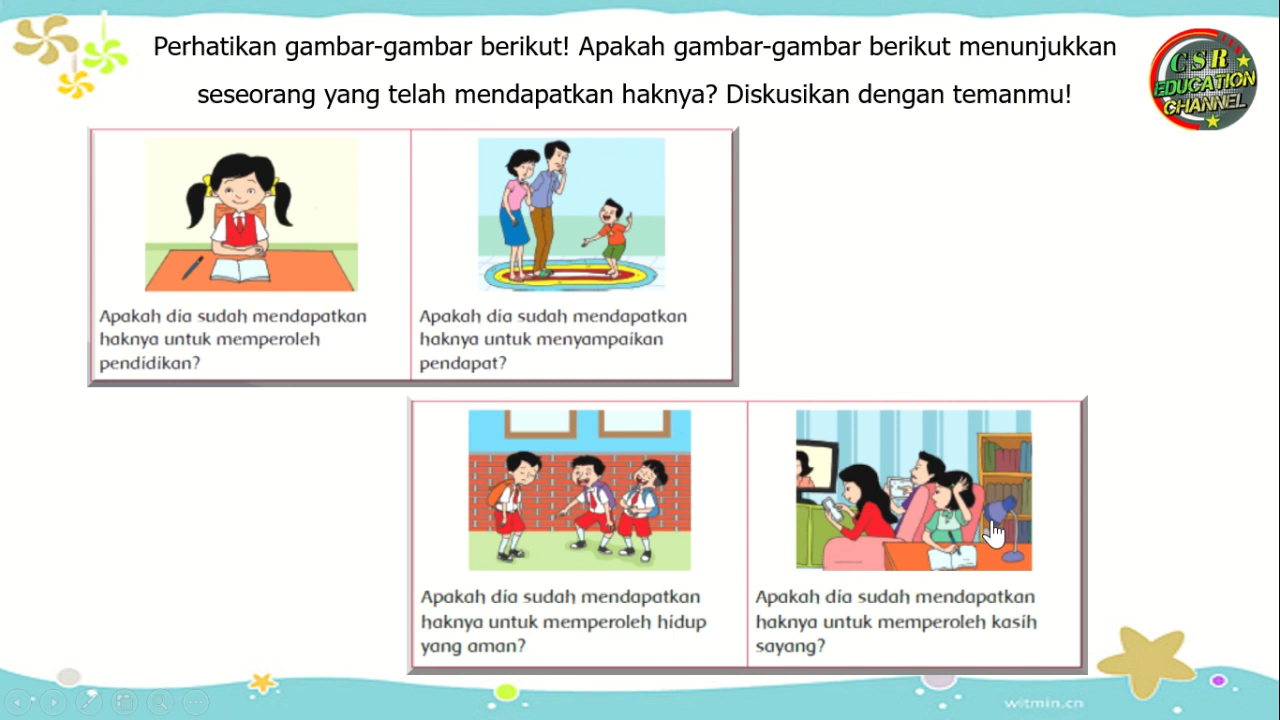 Perhatikan gambar-gambar berikut! Apakah gambar-gambar berikut menunjukkan
seseorang yang telah mendapatkan haknya? Diskusikan dengan temanmu!
CSR
EDUCATION
CHANNEL
Apakah dia sudah mendapatkan
haknya untuk memperoleh
pendidikan?
Apakah dia sudah mendapatkan
haknya untuk menyampaikan
pendapat?
Apakah dia sudah mendapatkan
haknya untuk memperoleh hidup
yang aman?
Apakah dia sudah mendapatkan
haknya untuk memperoleh kasih
sayang?
witmin.cn